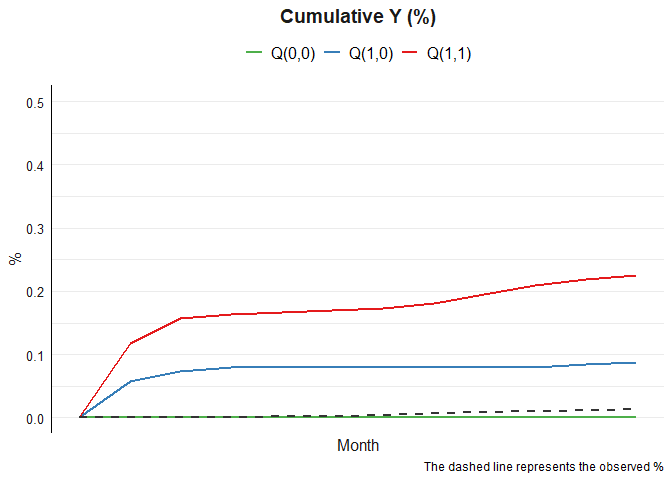 Cumulative Y (%)
Q(0,0) Q(1,0) Q(1,1)
0.5
0.4
0.3
%
0.2
0.1
0.0
Month
The dashed line represents the observed %